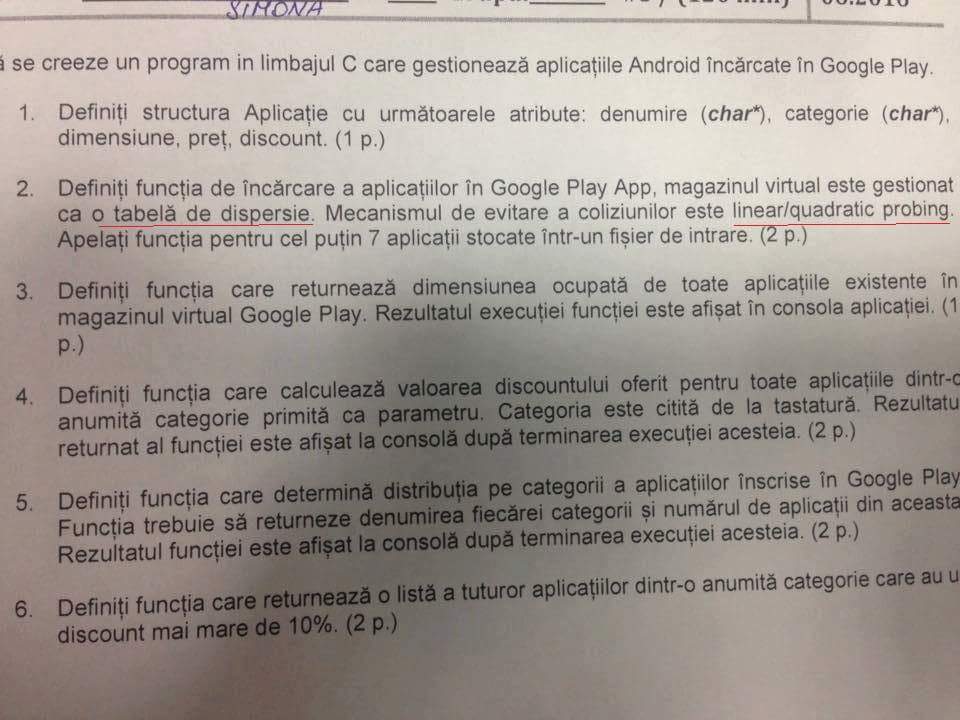 SIMONA
se creeze un program in limbajul C care gestionează aplicațiile Android încărcate în Google Play.
1. Definiți structura Aplicație cu următoarele atribute: denumire (char*), categorie (char*),
dimensiune, preț, discount. (1 p.)
2. Definiți funcția de încărcare a aplicațiilor în Google Play App, magazinul virtual este gestionat
ca o tabelă de dispersie. Mecanismul de evitare a coliziunilor este linear/quadratic probing.
Apelați funcția pentru cel puțin 7 aplicații stocate într-un fișier de intrare. (2 p.)
3. Definiți funcția care returnează dimensiunea ocupată de toate aplicațiile existente în
magazinul virtual Google Play. Rezultatul execuției funcției este afișat în consola aplicației. (1
p.)
4. Definiți funcția care calculează valoarea discountului oferit pentru toate aplicațiile dintr-o
anumită categorie primită ca parametru. Categoria este citită de la tastatură. Rezultatu
returnat al funcției este afișat la consolă după terminarea execuției acesteia. (2 p.)
5. Definiți funcția care determină distribuția pe categorii a aplicațiilor înscrise în Google Play
Funcția trebuie să returneze denumirea fiecărei categorii și numărul de aplicații din aceasta
Rezultatul funcției este afișat la consolă după terminarea execuției acesteia. (2 p.)
6. Definiți funcția care returnează o listă a tuturor aplicațiilor dintr-o anumită categorie care au u
discount mai mare de 10%. (2 p.)